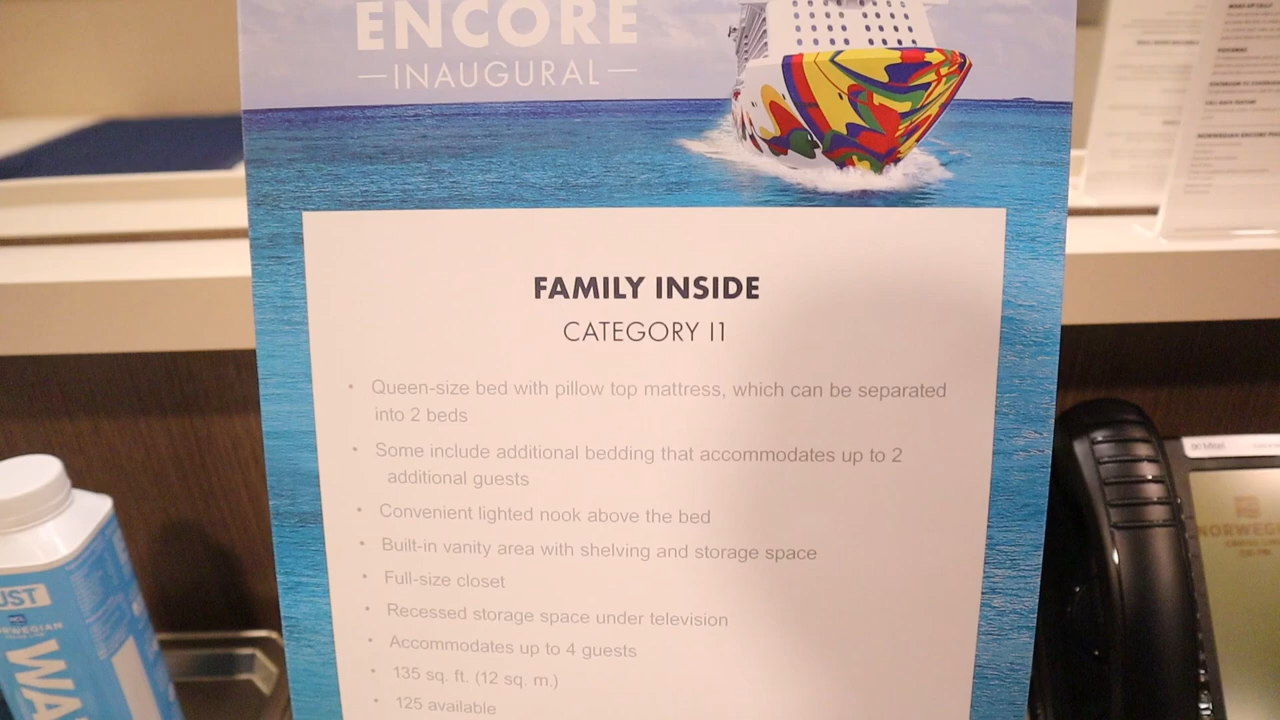 ENCORE
INAUGURAL
FAMILY INSIDE
CATEGORY I1
• Queen-size bed with pillow top mattress, which can be separated
into 2 beds
• Some include additional bedding that accommodates up to 2
additional guests
• Convenient lighted nook above the bed
• Built-in vanity area with shelving and storage space
• Full-size closet
• Recessed storage space under television
• Accommodates up to 4 guests
• 135 sq. ft. (12 sq. m.)
• 125 available
UST
NCL
NORWEGIAN
WA
Mitel
NORWEGI